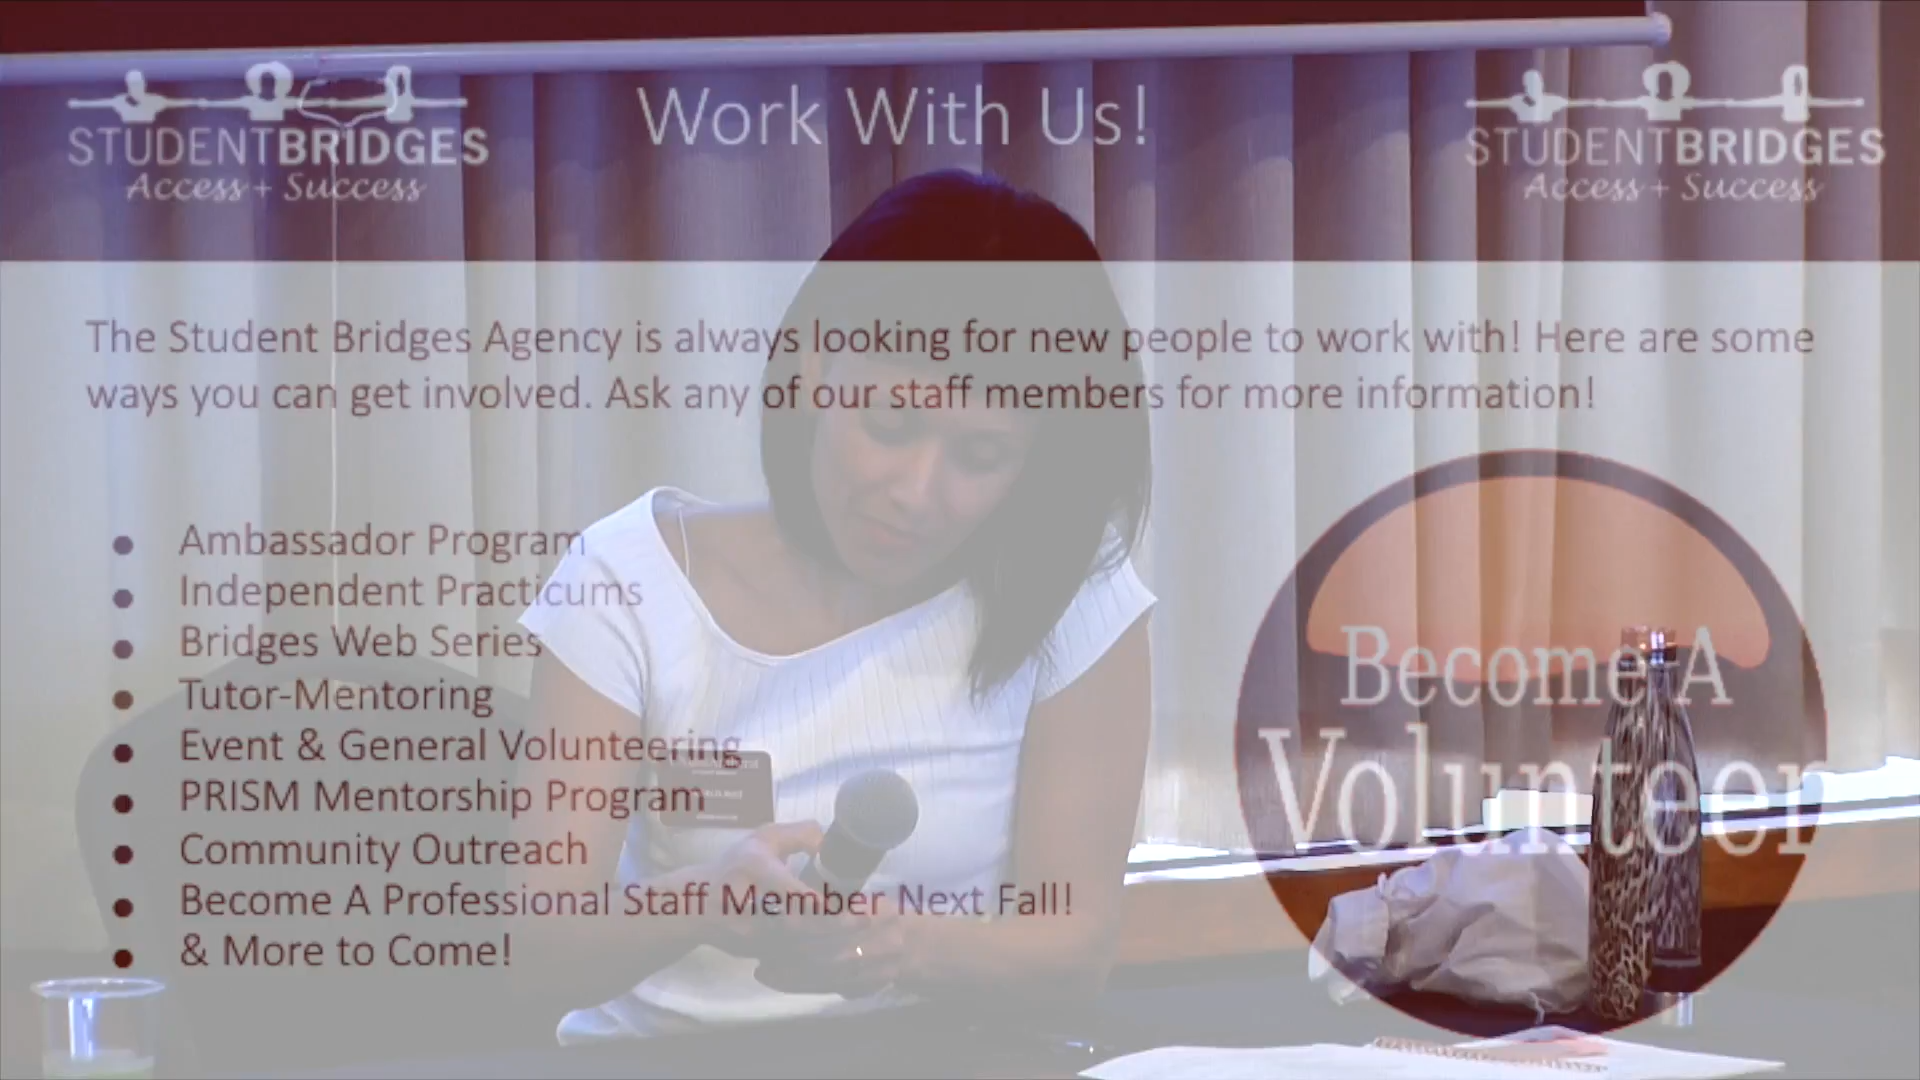 STUDENTBRIDGES
Access + Success
Work With Us!
STUDENTBRIDGES
Access + Success
The Student Bridges Agency is always looking for new people to work with! Here are some
ways you can get involved. Ask any of our staff members for more information!
● Ambassador Program
● Independent Practicums
● Bridges Web Series
● Tutor-Mentoring
● Event & General Volunteering
● PRISM Mentorship Program
● Community Outreach
● Become A Professional Staff Member Next Fall!
● & More to Come!
Become A
Volunteer